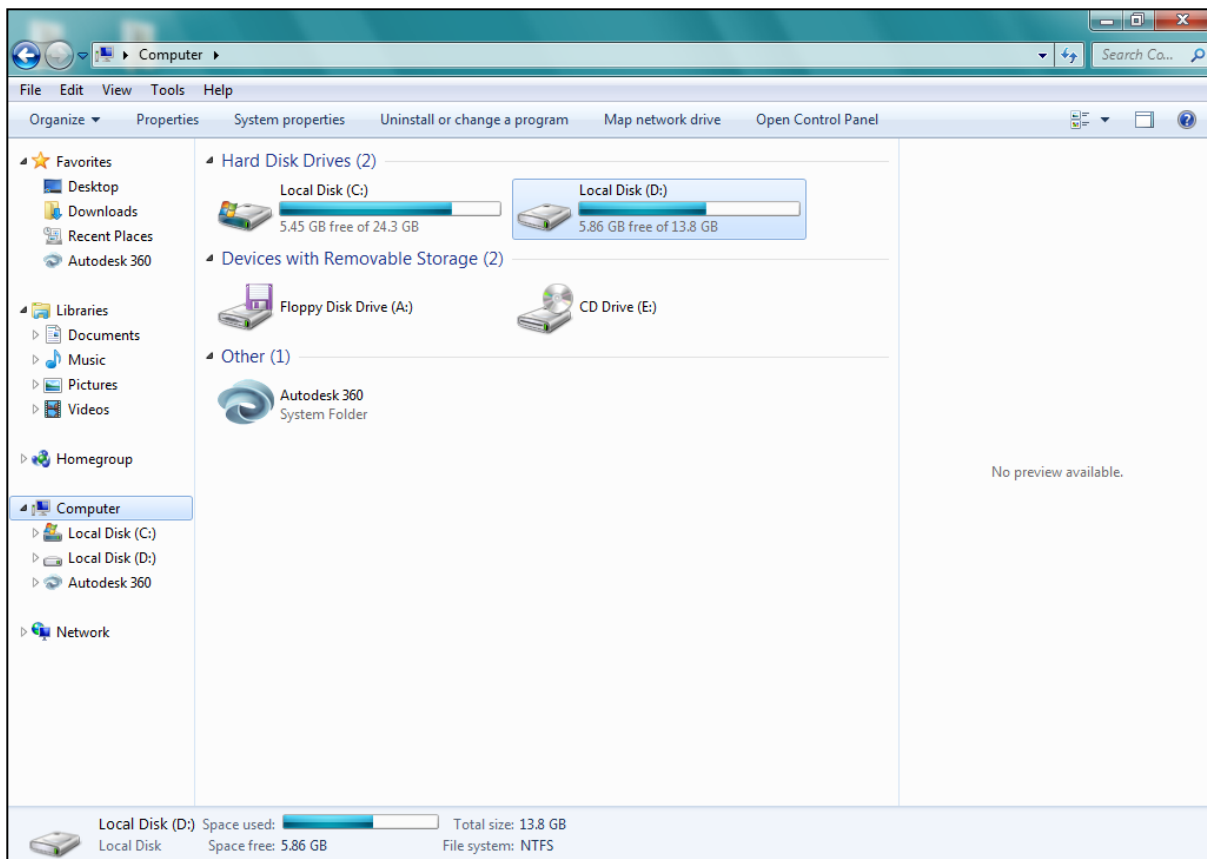 Computer
Search Co...
File Edit View Tools Help
Organize Properties System properties Uninstall or change a program Map network drive Open Control Panel
Favorites
Desktop
Downloads
Recent Places
Autodesk 360
Libraries
Documents
Music
Pictures
Videos
Homegroup
Computer
Local Disk (C:)
Local Disk (D:)
Autodesk 360
Network
Hard Disk Drives (2)
Local Disk (C:)
5.45 GB free of 24.3 GB
Local Disk (D:)
5.86 GB free of 13.8 GB
Devices with Removable Storage (2)
Floppy Disk Drive (A:)
CD Drive (E:)
Other (1)
Autodesk 360
System Folder
No preview available.
Local Disk (D:) Space used: Total size: 13.8 GB
Local Disk Space free: 5.86 GB File system: NTFS